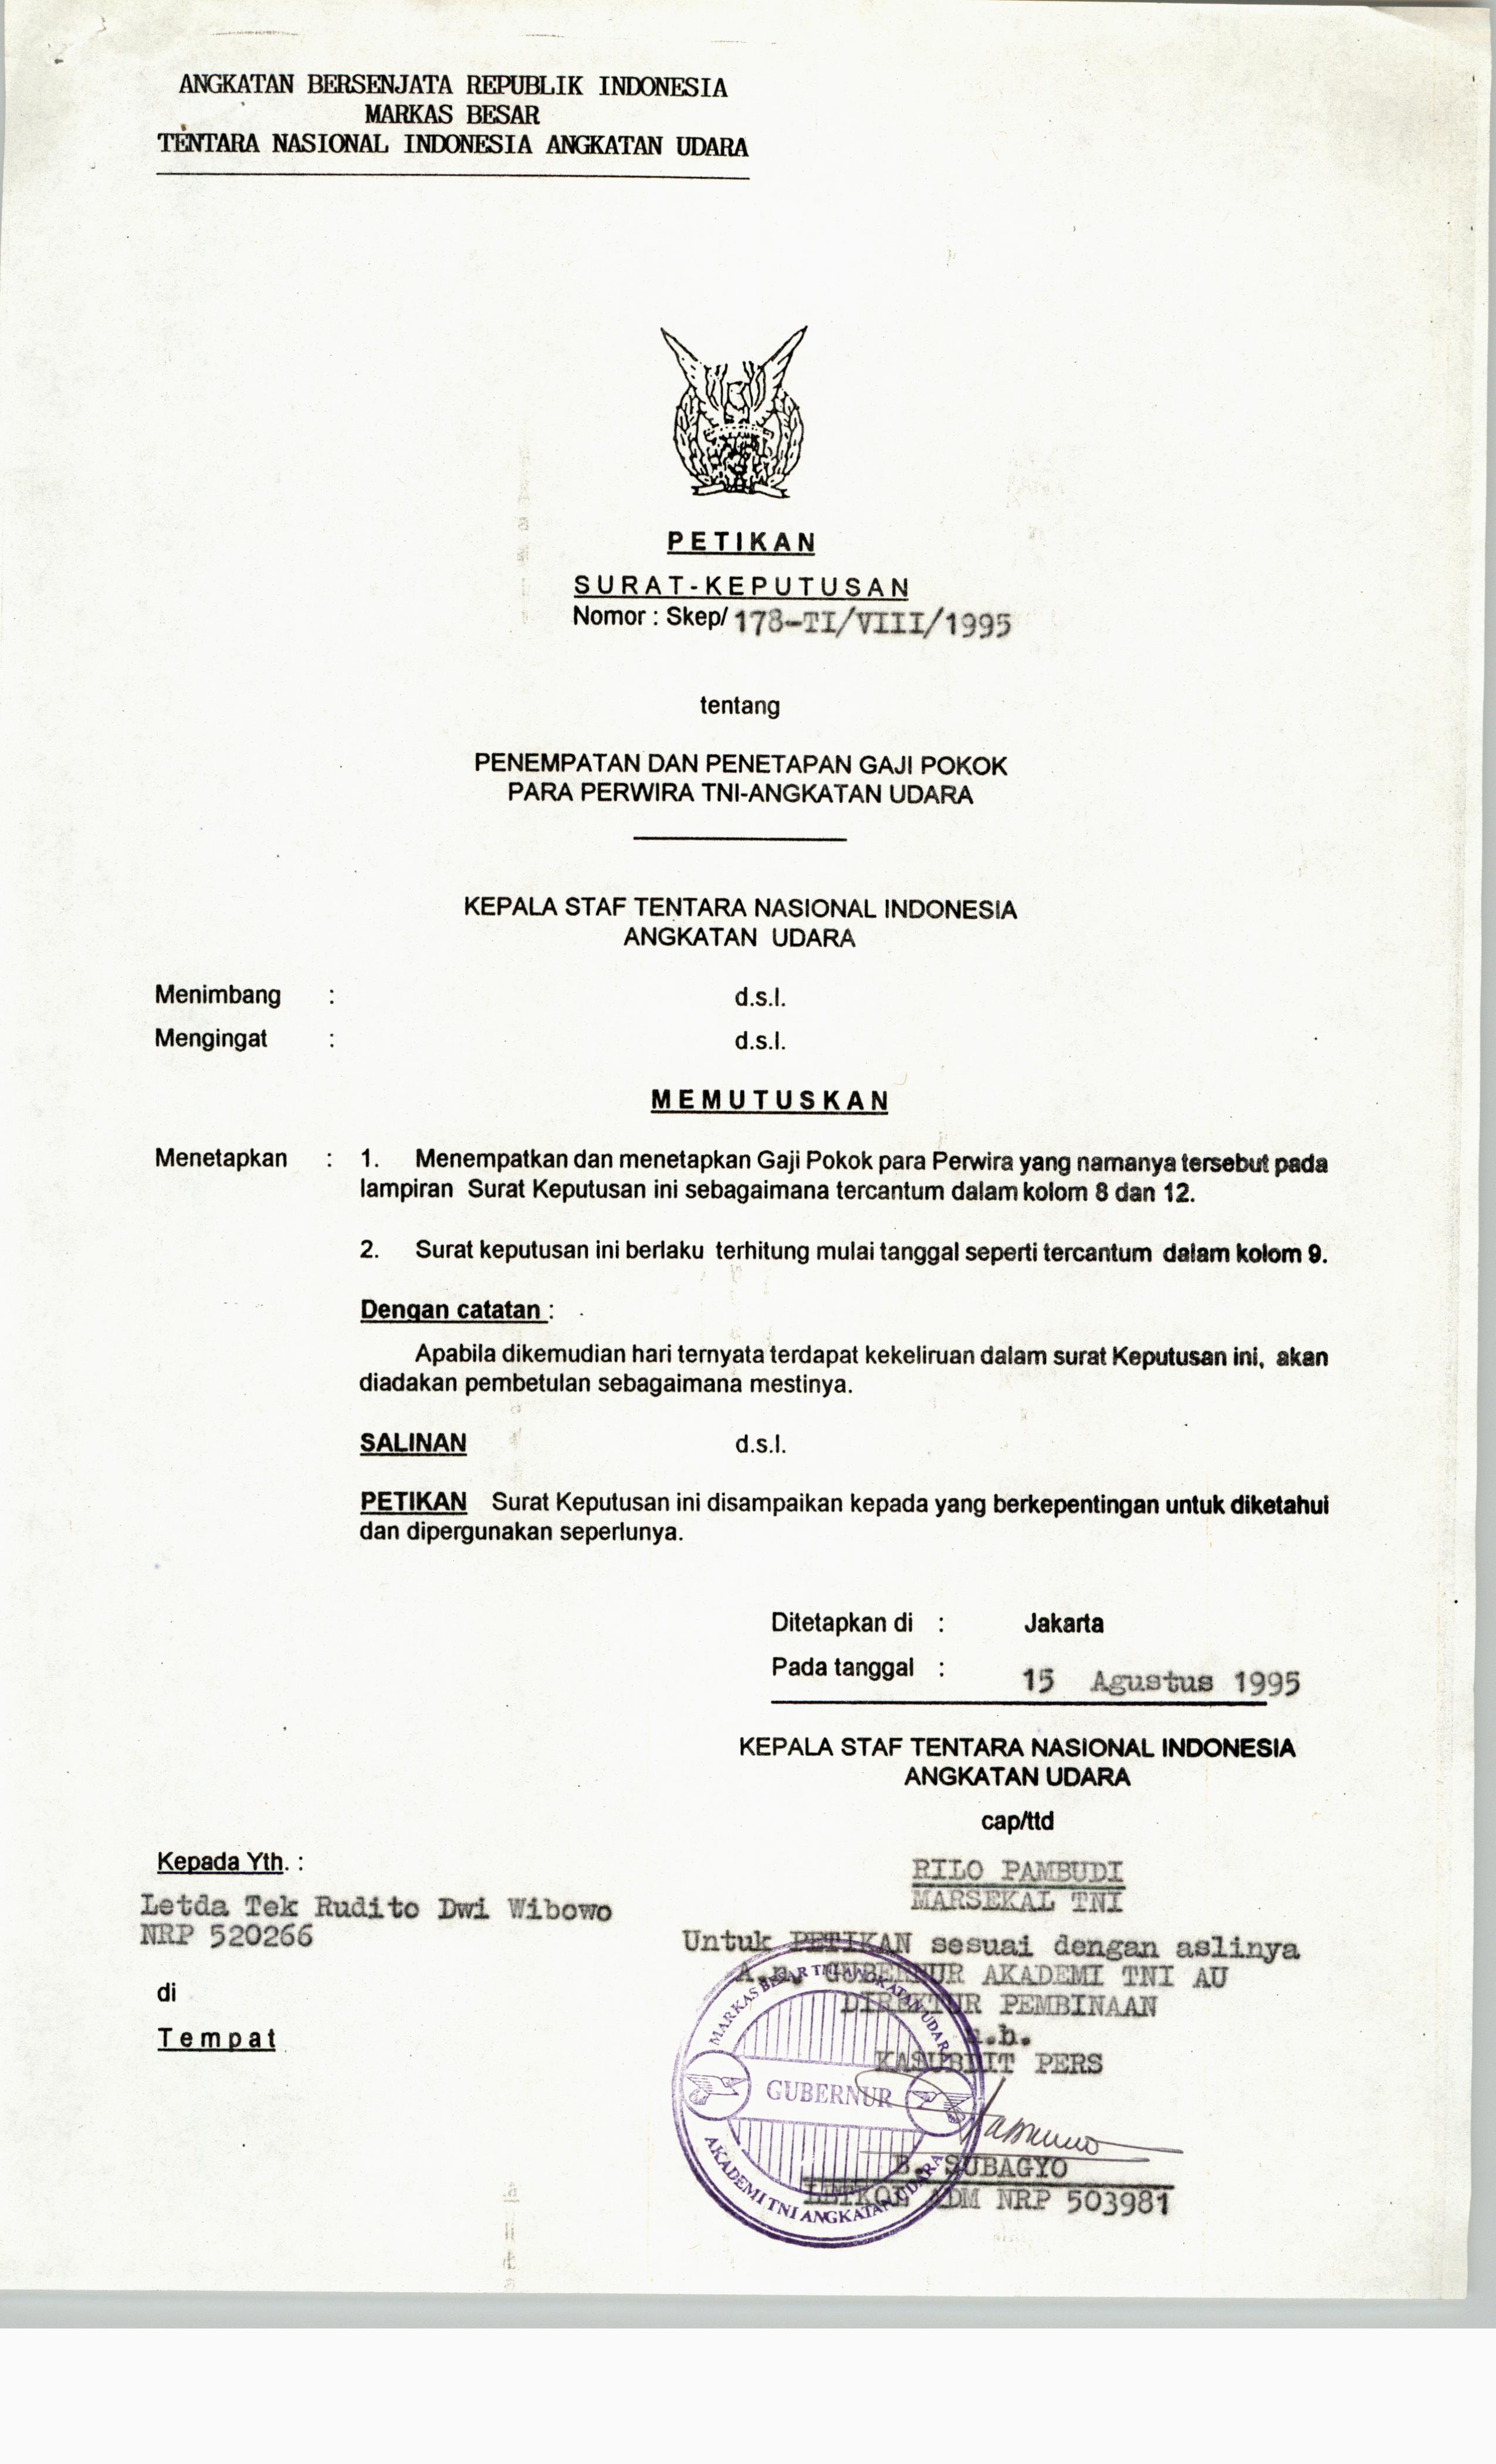 ANGKATAN BERSENJATA REPUBLIK INDONESIA
MARKAS BESAR
TENTARA NASIONAL INDONESIA ANGKATAN UDARA
PETIKAN
SURAT-KEPUTUSAN
Nomor : Skep/ 178-TI/VIII/1995
tentang
PENEMPATAN DAN PENETAPAN GAJI POKOK
PARA PERWIRA TNI-ANGKATAN UDARA
KEPALA STAF TENTARA NASIONAL INDONESIA
ANGKATAN UDARA
Menimbang : d.s.l.
Mengingat : d.s.l.
MEMUTUSKAN
Menetapkan : 1. Menempatkan dan menetapkan Gaji Pokok para Perwira yang namanya tersebut pada
lampiran Surat Keputusan ini sebagaimana tercantum dalam kolom 8 dan 12.
2. Surat keputusan ini berlaku terhitung mulai tanggal seperti tercantum dalam kolom 9.
Dengan catatan :
Apabila dikemudian hari ternyata terdapat kekeliruan dalam surat Keputusan ini, akan
diadakan pembetulan sebagaimana mestinya.
SALINAN d.s.l.
PETIKAN Surat Keputusan ini disampaikan kepada yang berkepentingan untuk diketahui
dan dipergunakan seperlunya.
Ditetapkan di : Jakarta
Pada tanggal : 15 Agustus 1995
KEPALA STAF TENTARA NASIONAL INDONESIA
ANGKATAN UDARA
cap/ttd
RILO PAMBUDI
MARSEKAL TNI
Kepada Yth. :
Letda Tek Rudito Dwi Wibowo
NRP 520266
di
Tempat
Untuk PETIKAN sesuai dengan aslinya
A.n. GUBERNUR AKADEMI TNI AU
DIREKTUR PEMBINAAN
u.b.
KASUBDIT PERS
MARKAS BESAR TNI ANGKATAN UDARA
GUBERNUR
AKADEMI TNI ANGKATAN UDARA
B. SUBAGYO
LETKOL ADM NRP 503981